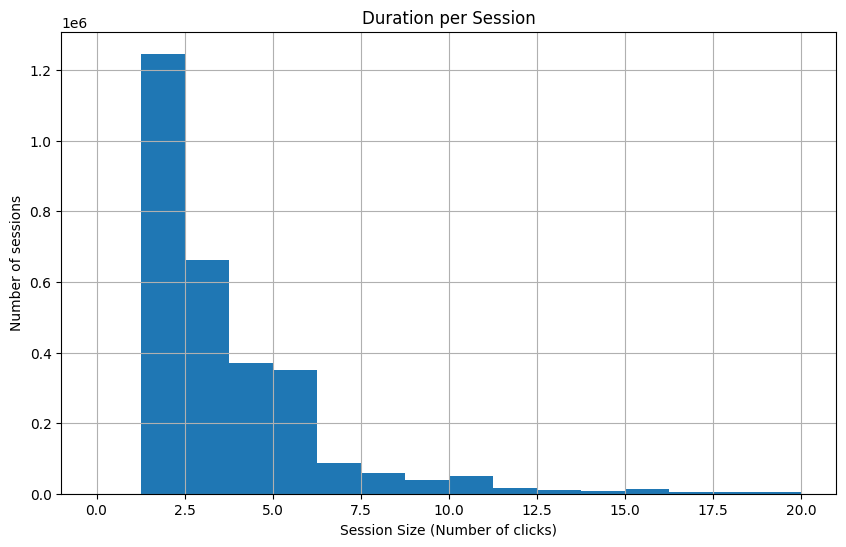 Duration per Session
1e6
1.2
1.0
0.8
0.6
0.4
0.2
0.0
Number of sessions
0.0 2.5 5.0 7.5 10.0 12.5 15.0 17.5 20.0
Session Size (Number of clicks)